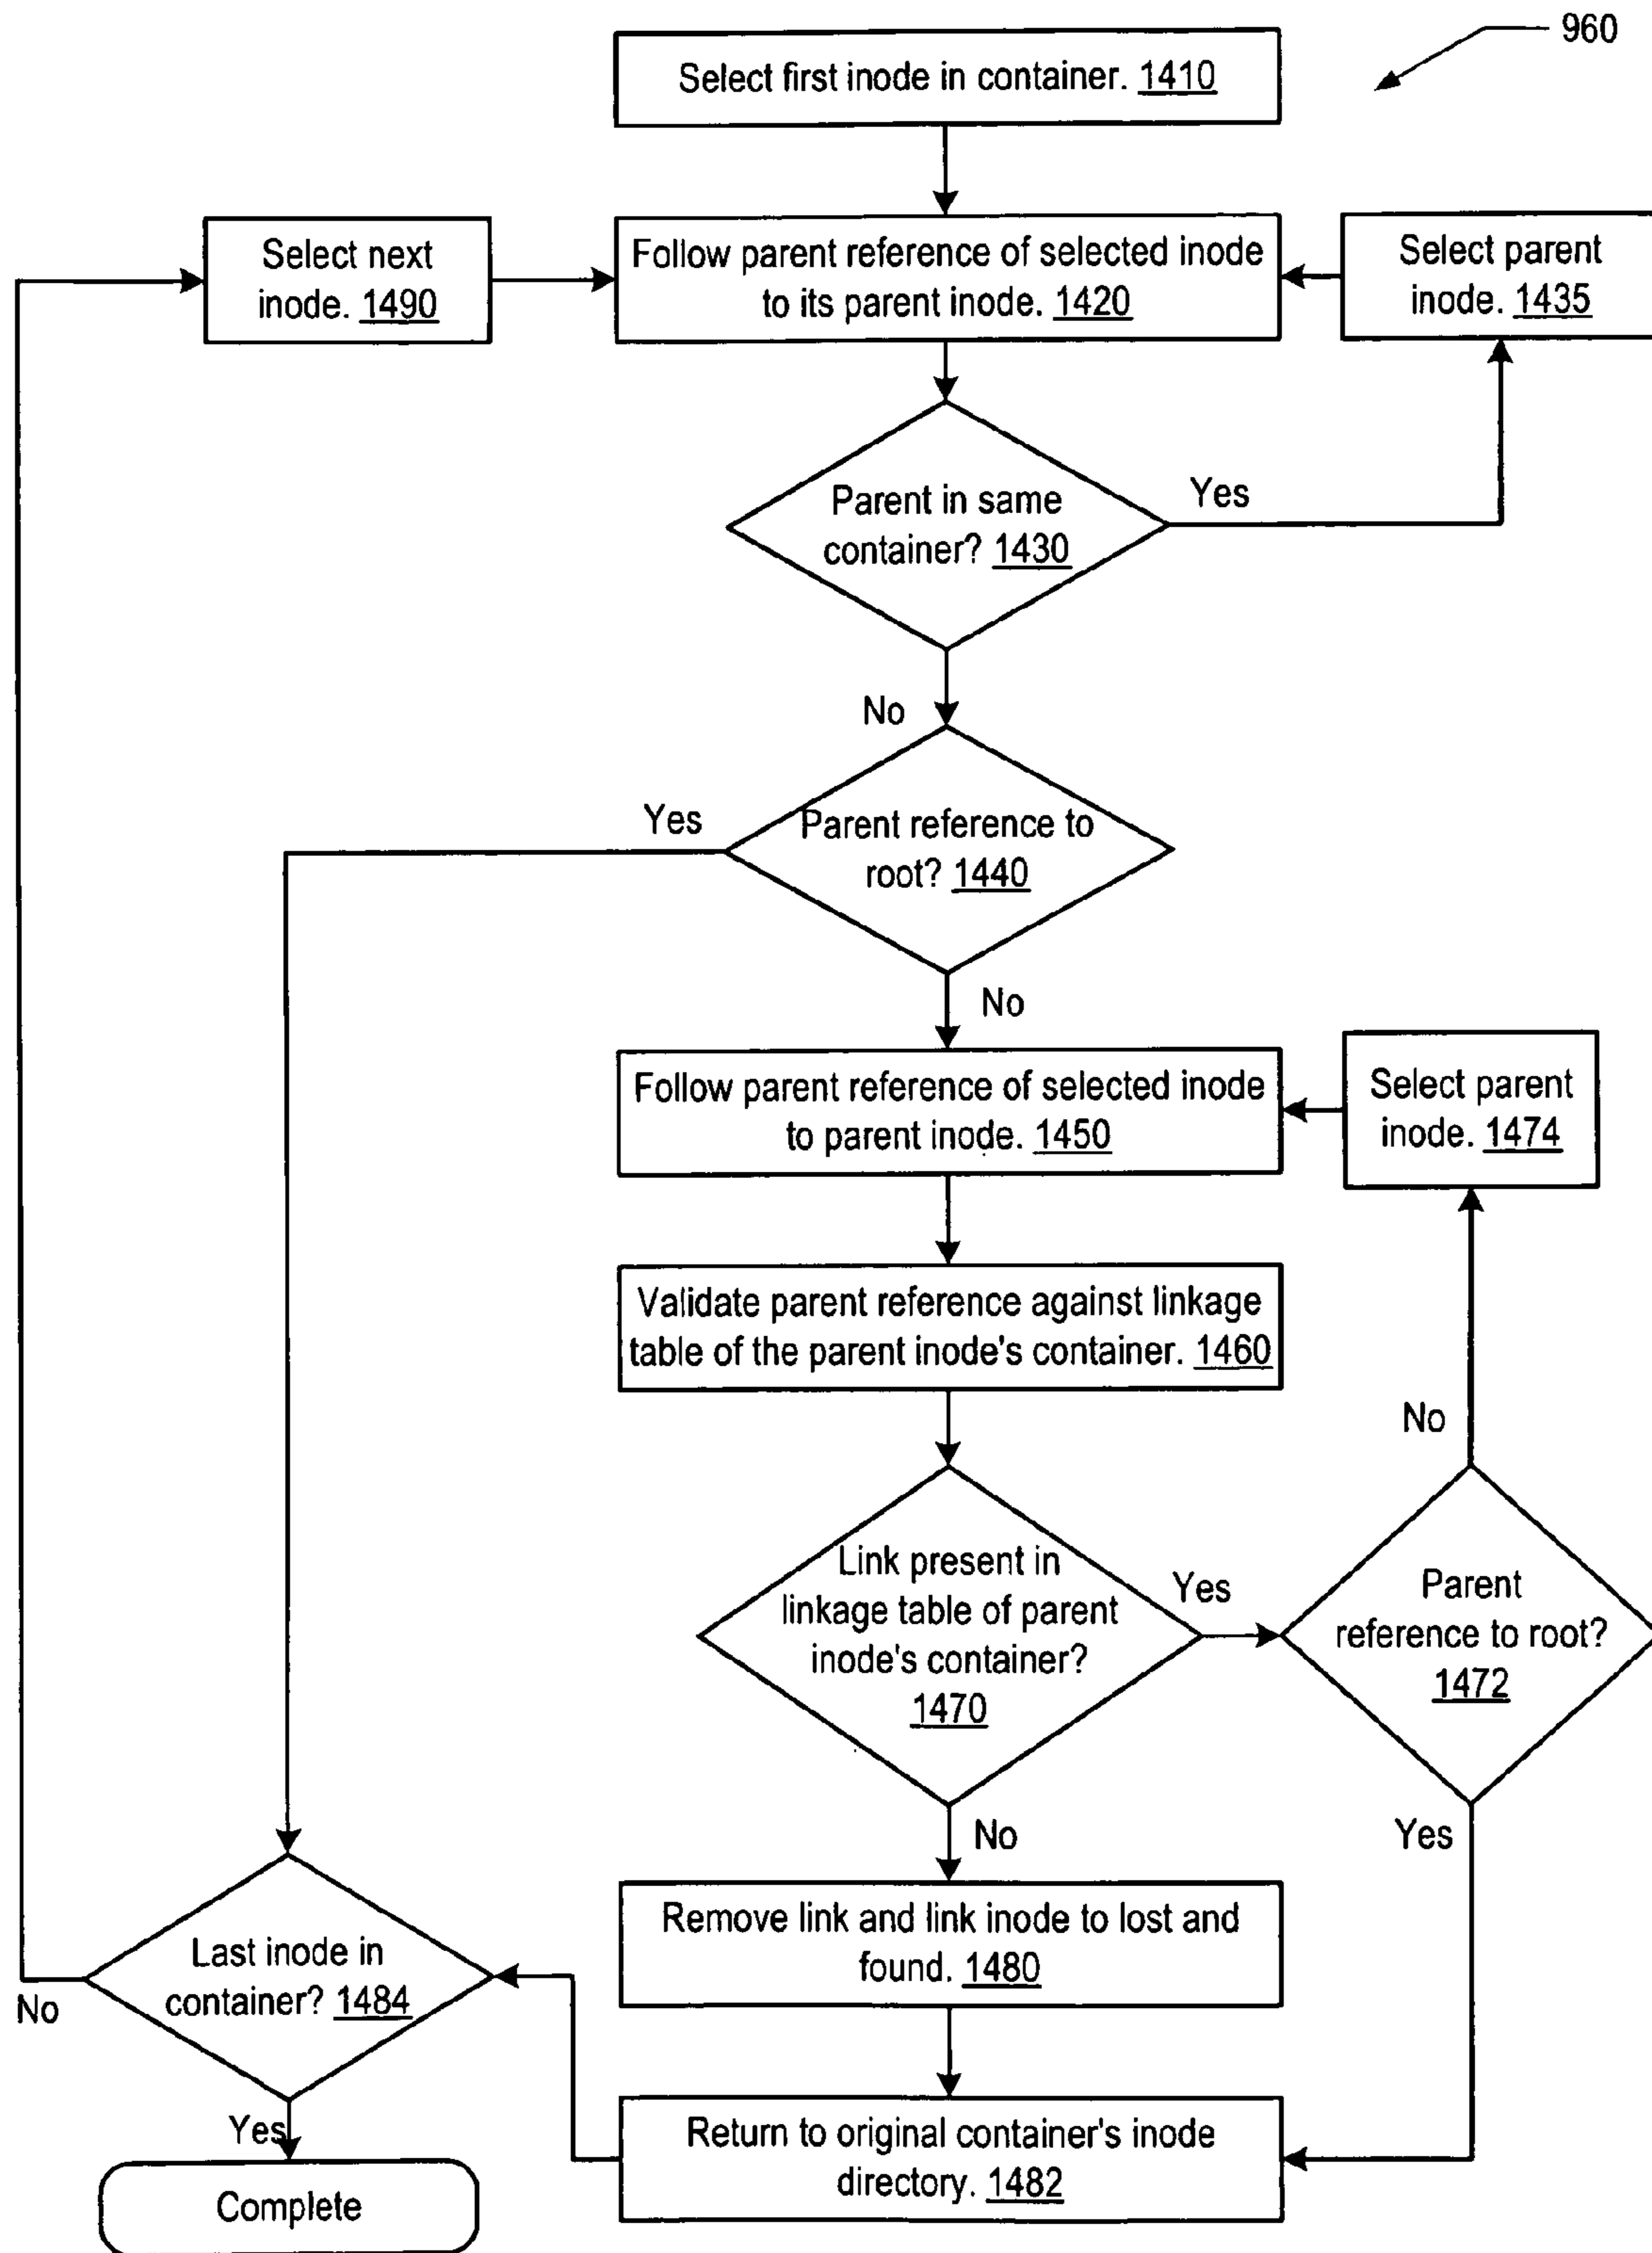 960
Select first inode in container. 1410
Select next
inode. 1490
Follow parent reference of selected inode
to its parent inode. 1420
Select parent
inode. 1435
Parent in same
container? 1430
Yes
No
Parent reference to
root? 1440
Yes
No
Follow parent reference of selected inode
to parent inode. 1450
Select parent
inode. 1474
Validate parent reference against linkage
table of the parent inode's container. 1460
No
Link present in
linkage table of parent
inode's container?
1470
Yes
Parent
reference to root?
1472
No
Yes
Remove link and link inode to lost and
found. 1480
Last inode in
container? 1484
No
Return to original container's inode
directory. 1482
Yes
Complete